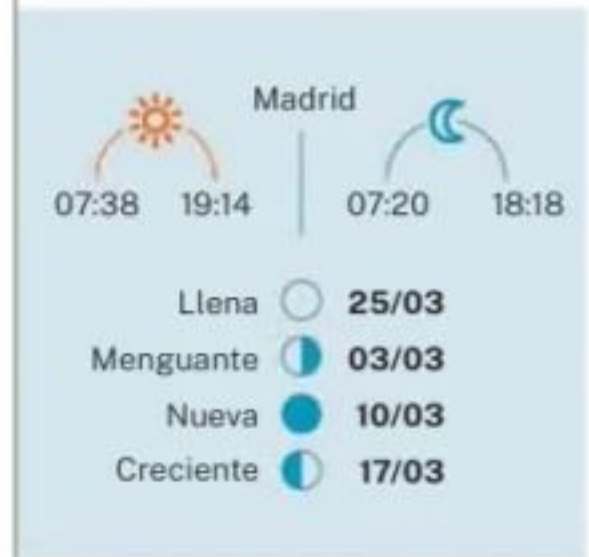 Madrid
07:38 19:14 07:20 18:18
Llena 25/03
Menguante 03/03
Nueva 10/03
Creciente 17/03